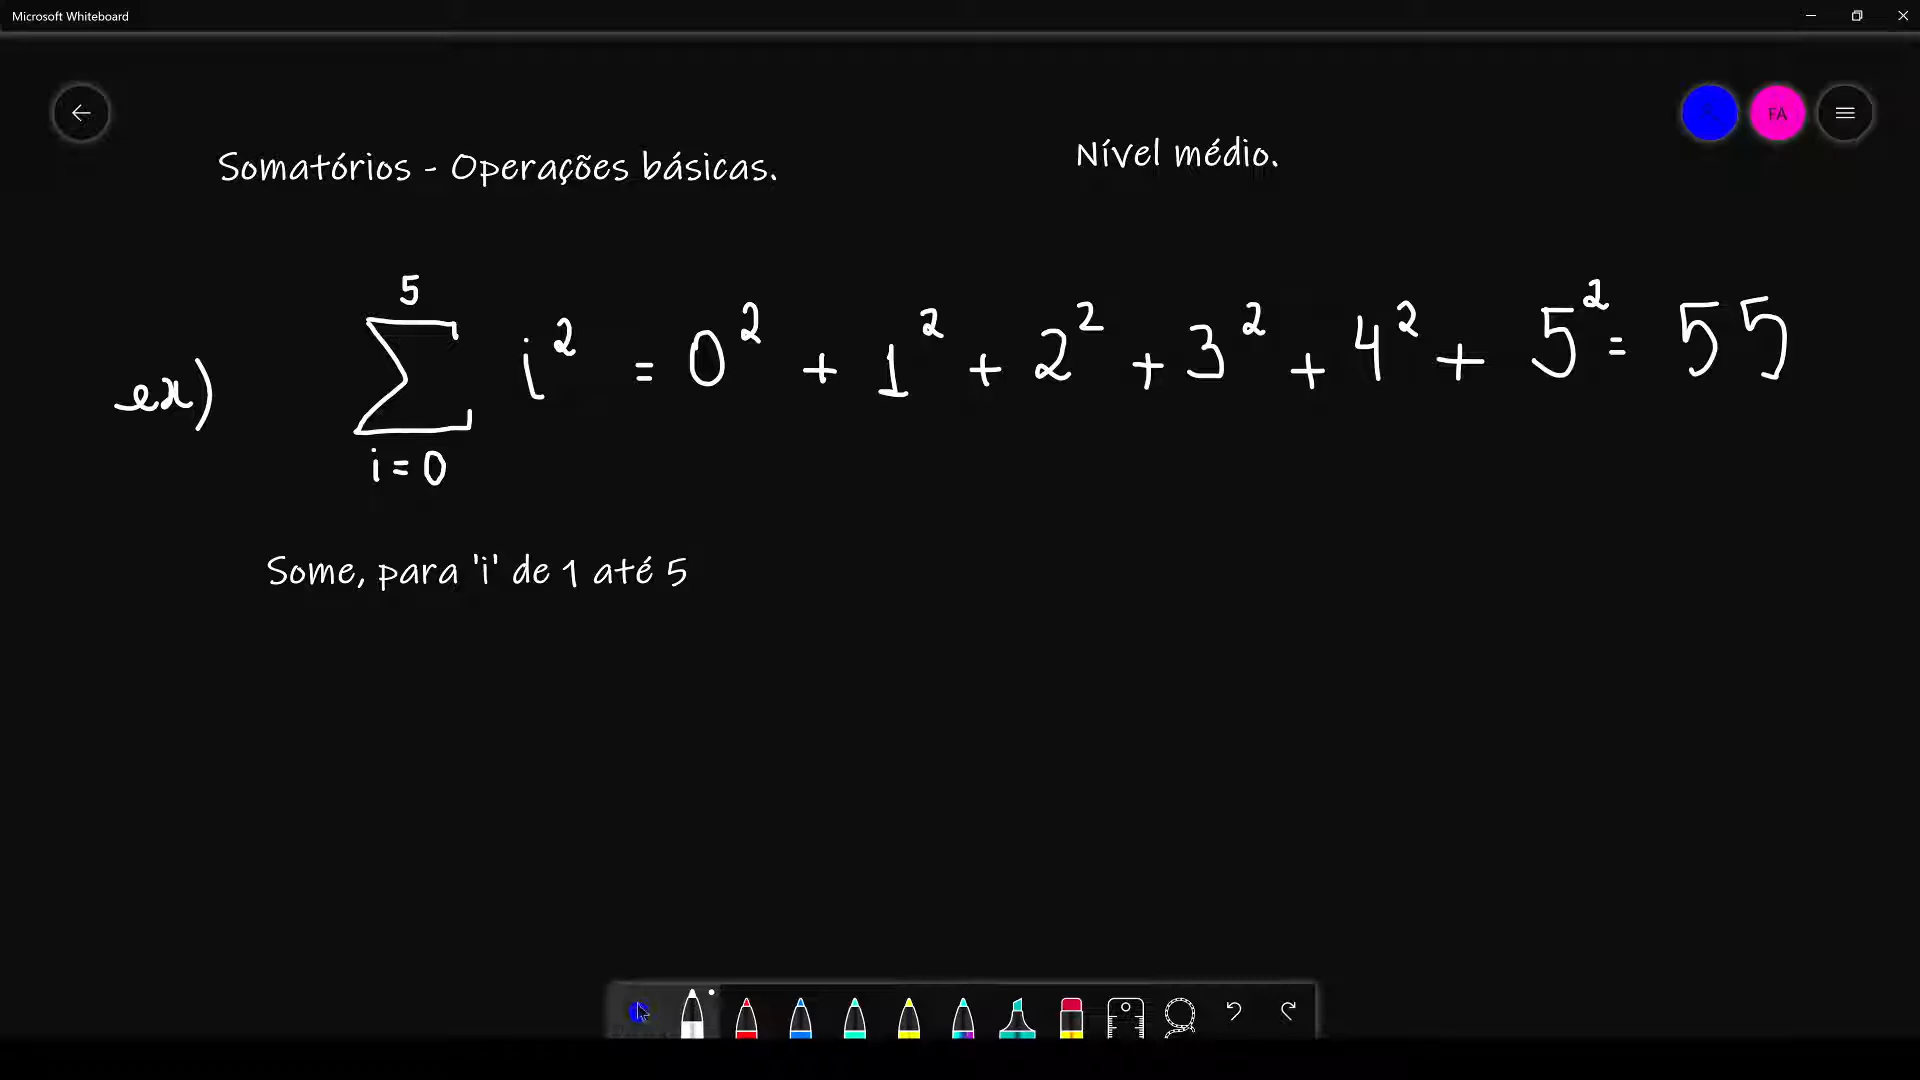 Microsoft Whiteboard
FA
Somatórios - Operações básicas.
Nível médio.
ex) \sum_{i=0}^{5} i² = 0² + 1² + 2² + 3² + 4² + 5² = 55
Some, para 'i' de 1 até 5